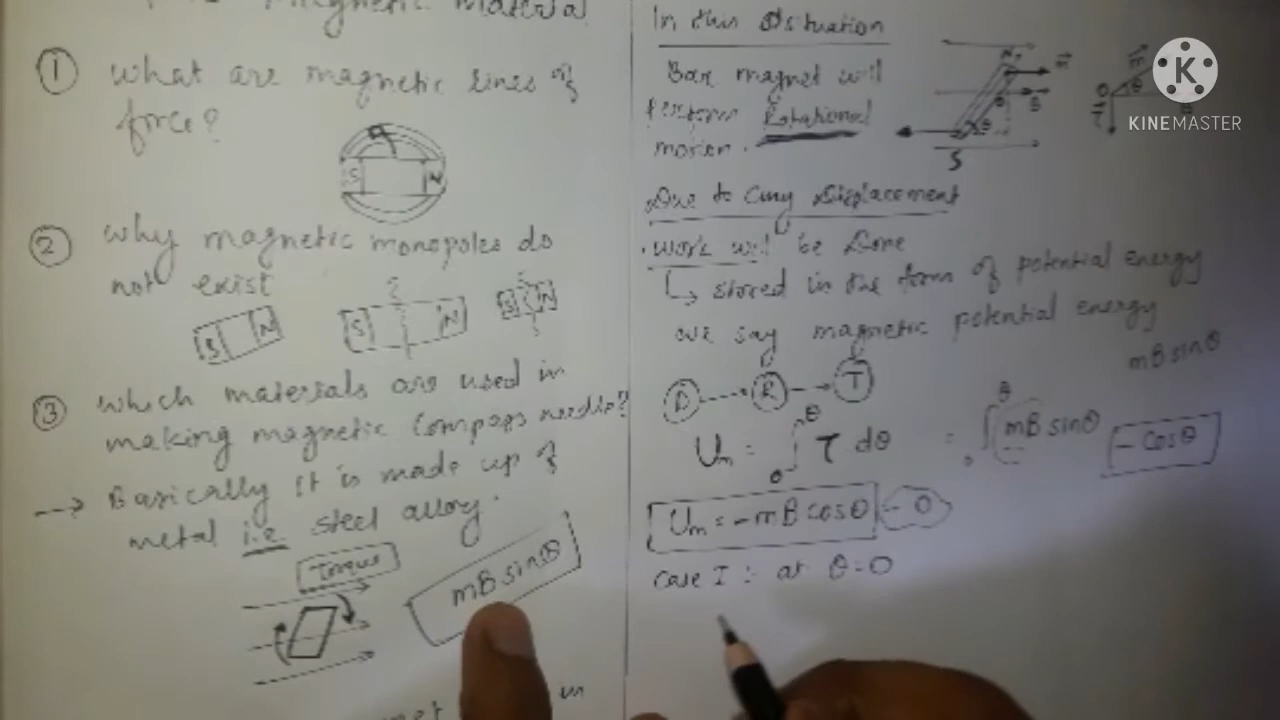 Magnetic Material
① What are magnetic lines of
force?
S N
② Why magnetic monopoles do
not exist
S N S N S N
③ Which materials are used in
making magnetic compass needle?
→ Basically it is made up of
metal i.e steel alloy.
Torque
mB sinθ
in
In this situation
Bar magnet will
perform Rotational
motion.
S
Due to any Displacement
work will be done
↳ stored in the form of potential energy
we say magnetic potential energy
mB sinθ
D → R → T
Um = ∫ τ dθ = ∫ mB sinθ - cosθ
θ
Um = -mB cosθ - 0
Case I :- at θ=0
K
KINEMASTER